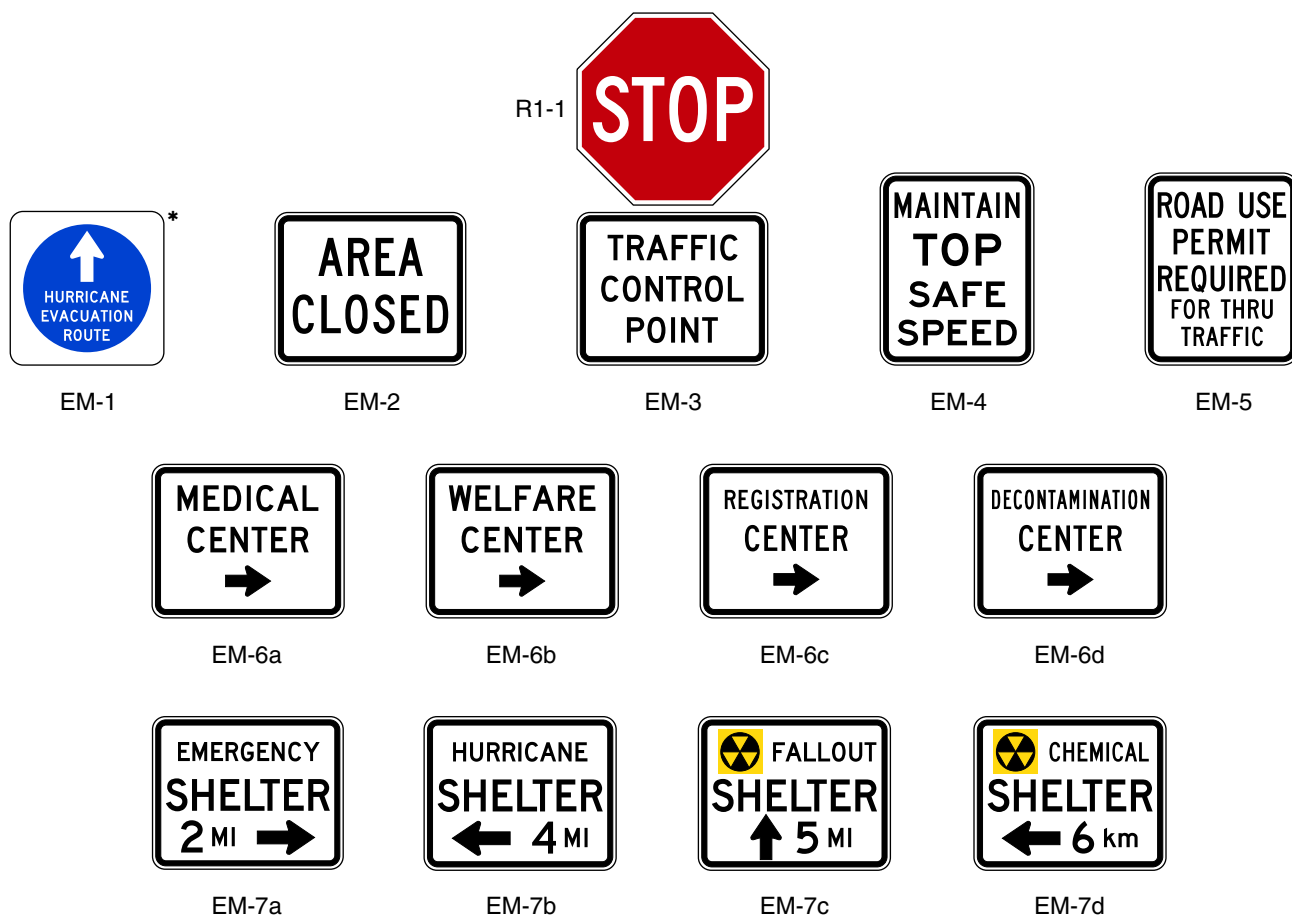 R1-1
STOP
*
HURRICANE
EVACUATION
ROUTE
EM-1
AREA
CLOSED
EM-2
TRAFFIC
CONTROL
POINT
EM-3
MAINTAIN
TOP
SAFE
SPEED
EM-4
ROAD USE
PERMIT
REQUIRED
FOR THRU
TRAFFIC
EM-5
MEDICAL
CENTER
EM-6a
WELFARE
CENTER
EM-6b
REGISTRATION
CENTER
EM-6c
DECONTAMINATION
CENTER
EM-6d
EMERGENCY
SHELTER
2 MI
EM-7a
HURRICANE
SHELTER
4 MI
EM-7b
FALLOUT
SHELTER
5 MI
EM-7c
CHEMICAL
SHELTER
6 km
EM-7d